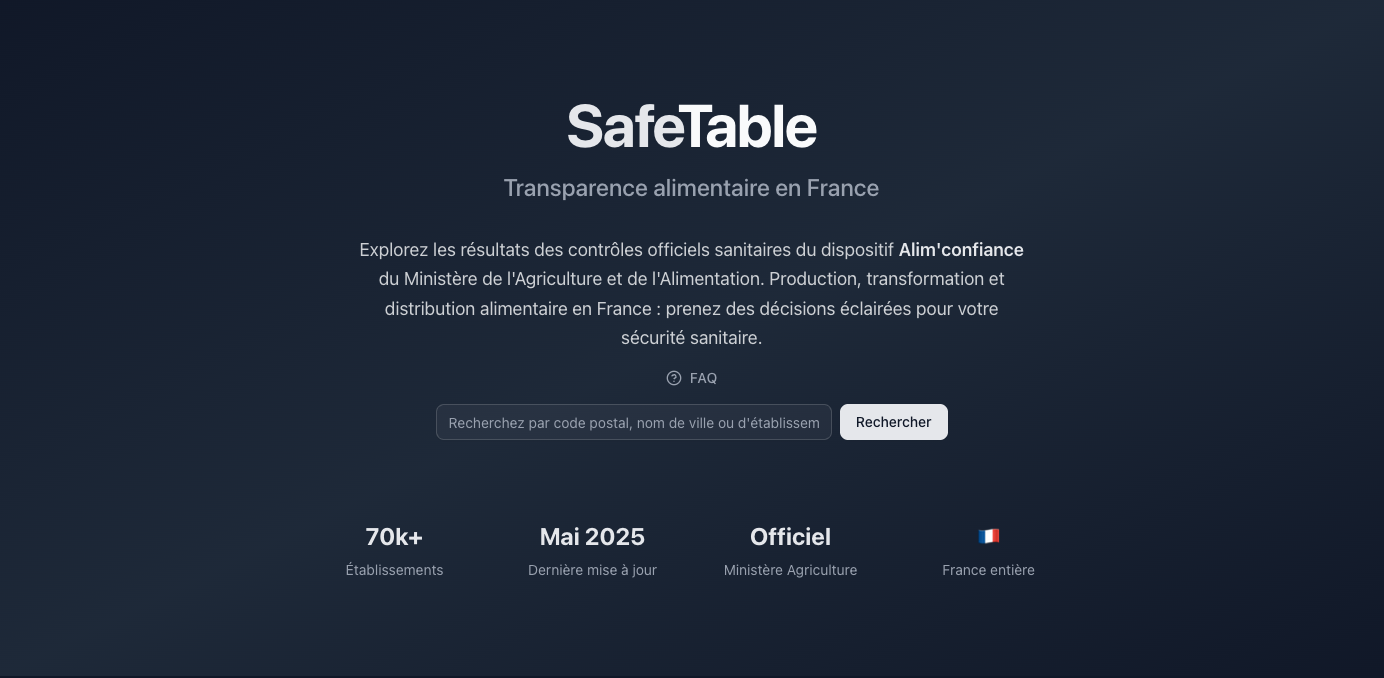 SafeTable
Transparence alimentaire en France
Explorez les résultats des contrôles officiels sanitaires du dispositif Alim'confiance
du Ministère de l'Agriculture et de l'Alimentation. Production, transformation et
distribution alimentaire en France : prenez des décisions éclairées pour votre
sécurité sanitaire.
FAQ
Recherchez par code postal, nom de ville ou d'établissem
Rechercher
70k+
Établissements
Mai 2025
Dernière mise à jour
Officiel
Ministère Agriculture
France entière